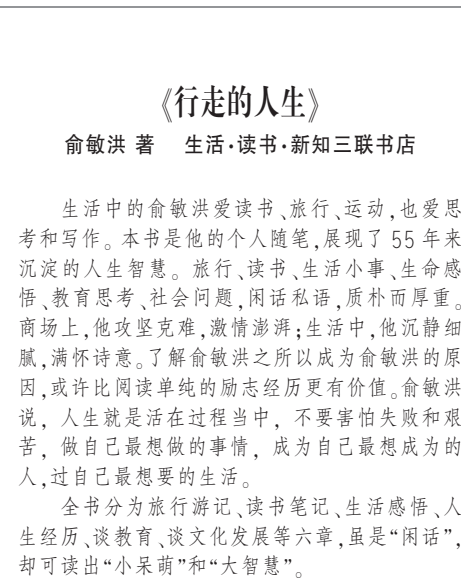 《行走的人生》
俞敏洪 著 生活·读书·新知三联书店
生活中的俞敏洪爱读书、旅行、运动,也爱思
考和写作。本书是他的个人随笔,展现了 55 年来
沉淀的人生智慧。旅行、读书、生活小事、生命感
悟、教育思考、社会问题,闲话私语,质朴而厚重。
商场上,他攻坚克难,激情澎湃;生活中,他沉静细
腻,满怀诗意。了解俞敏洪之所以成为俞敏洪的原
因,或许比阅读单纯的励志经历更有价值。俞敏洪
说,人生就是活在过程当中,不要害怕失败和艰
苦,做自己最想做的事情,成为自己最想成为的
人,过自己最想要的生活。
全书分为旅行游记、读书笔记、生活感悟、人
生经历、谈教育、谈文化发展等六章,虽是“闲话”,
却可读出“小呆萌”和“大智慧”。